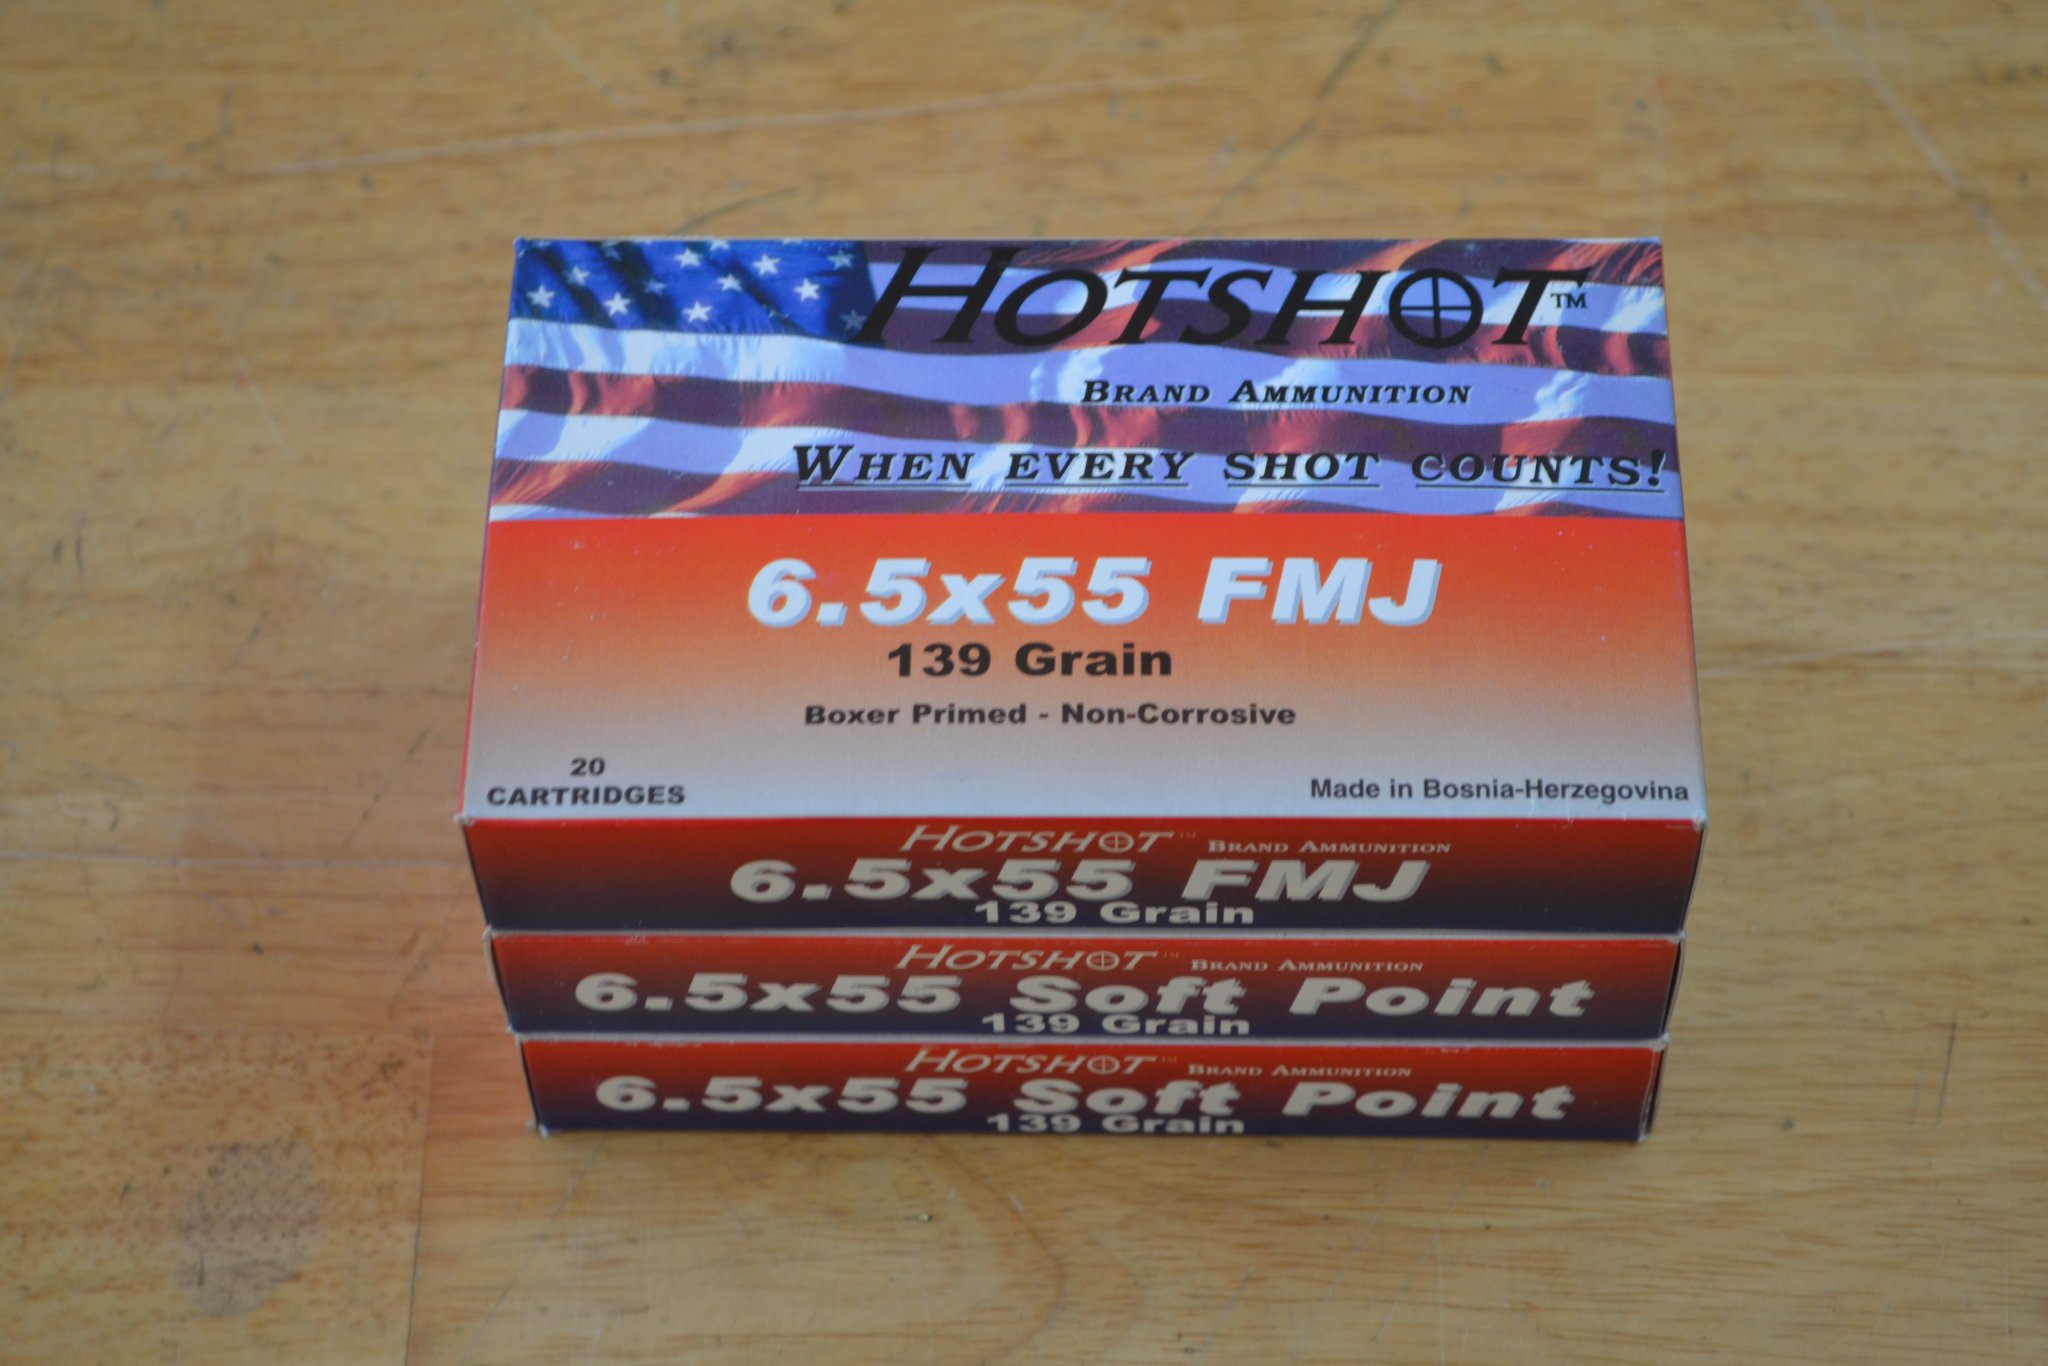 HOTSHOT™
BRAND AMMUNITION
WHEN EVERY SHOT COUNTS!
6.5x55 FMJ
139 Grain
Boxer Primed - Non-Corrosive
20
CARTRIDGES
Made in Bosnia-Herzegovina
HOTSHOT™ BRAND AMMUNITION
6.5x55 FMJ
139 Grain
HOTSHOT™ BRAND AMMUNITION
6.5x55 Soft Point
139 Grain
HOTSHOT™ BRAND AMMUNITION
6.5x55 Soft Point
139 Grain